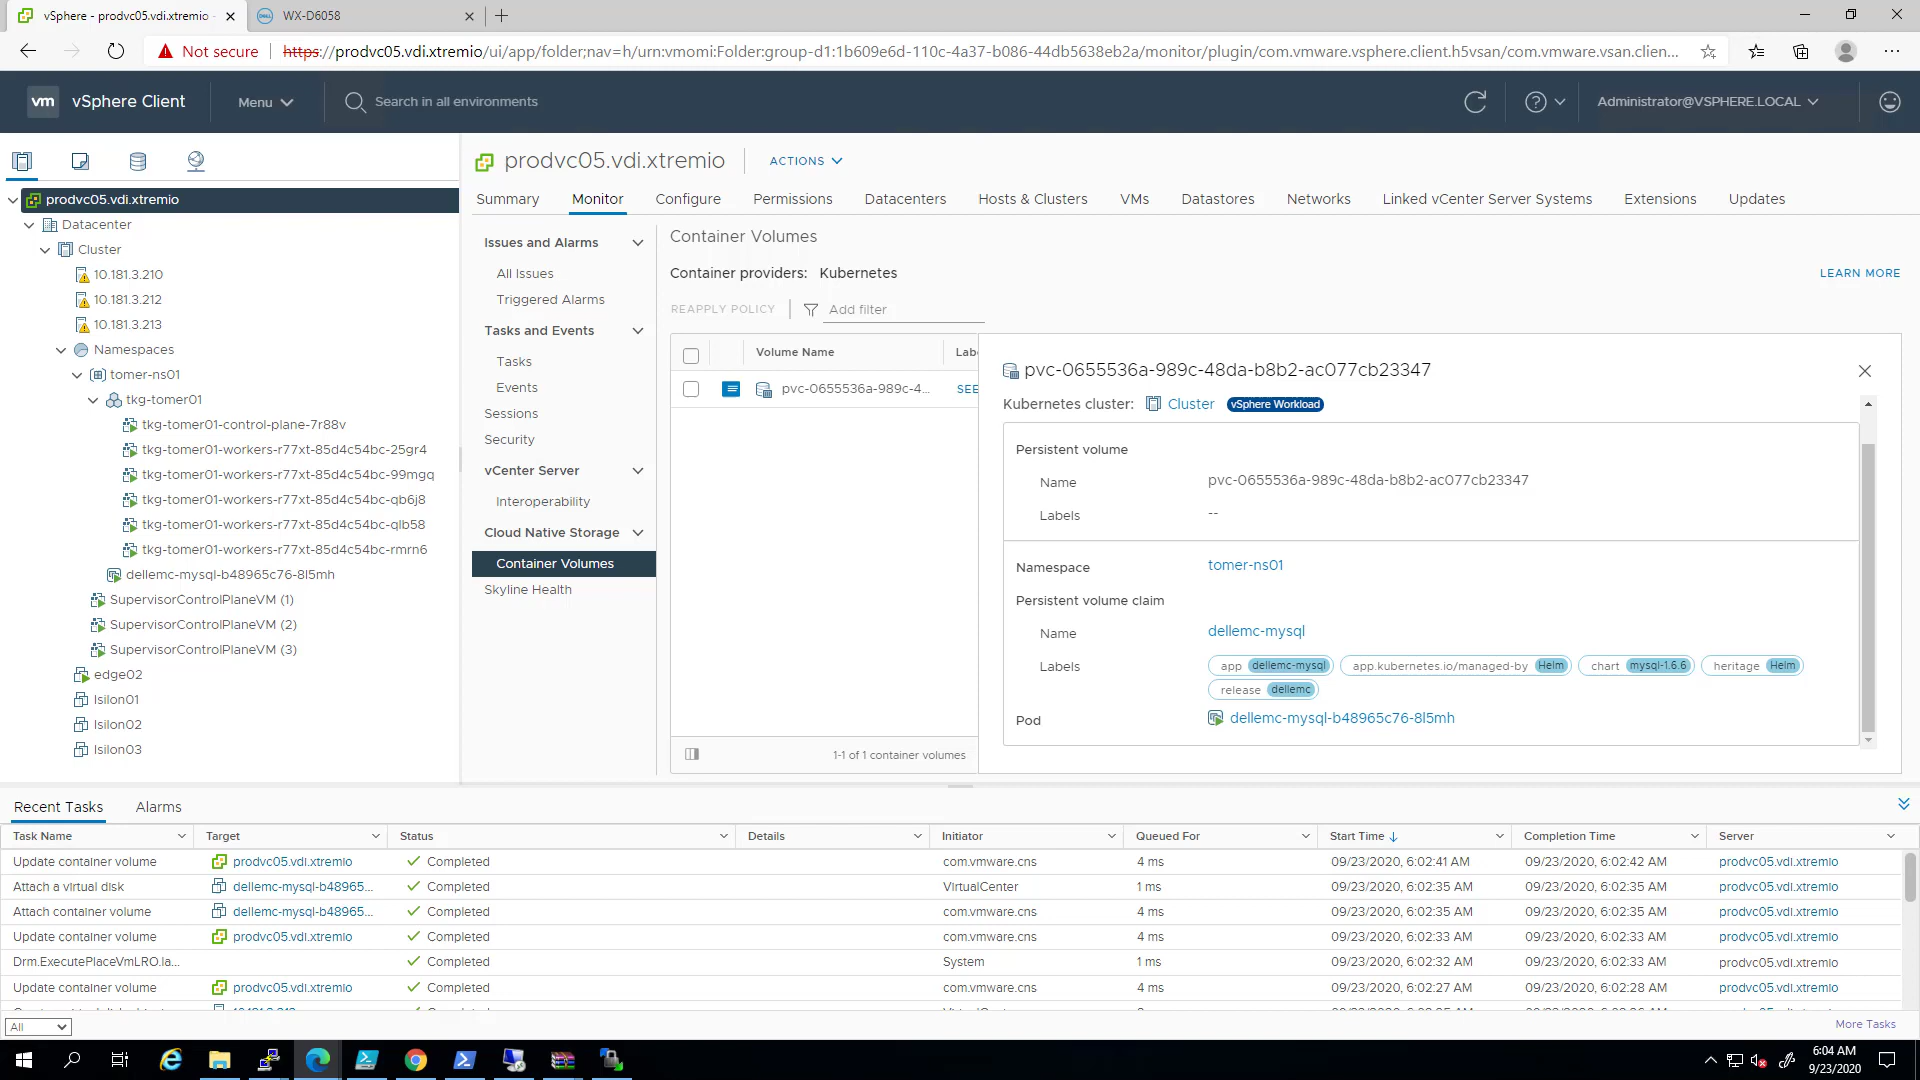 vSphere - prodvc05.vdi.xtremio -
WX-D6058
Not secure
https://prodvc05.vdi.xtremio/ui/app/folder;nav=h/urn:vmomi:Folder:group-d1:1b609e6d-110c-4a37-b086-44db5638eb2a/monitor/plugin/com.vmware.vsphere.client.h5vsan/com.vmware.vsan.clien...
vm vSphere Client
Menu
Search in all environments
Administrator@VSPHERE.LOCAL
prodvc05.vdi.xtremio
Datacenter
Cluster
10.181.3.210
10.181.3.212
10.181.3.213
Namespaces
tomer-ns01
tkg-tomer01
tkg-tomer01-control-plane-7r88v
tkg-tomer01-workers-r77xt-85d4c54bc-25gr4
tkg-tomer01-workers-r77xt-85d4c54bc-99mgq
tkg-tomer01-workers-r77xt-85d4c54bc-qb6j8
tkg-tomer01-workers-r77xt-85d4c54bc-qlb58
tkg-tomer01-workers-r77xt-85d4c54bc-rmrn6
dellemc-mysql-b48965c76-8l5mh
SupervisorControlPlaneVM (1)
SupervisorControlPlaneVM (2)
SupervisorControlPlaneVM (3)
edge02
Isilon01
Isilon02
Isilon03
prodvc05.vdi.xtremio
ACTIONS
Summary Monitor Configure Permissions Datacenters Hosts & Clusters VMs Datastores Networks Linked vCenter Server Systems Extensions Updates
Issues and Alarms
All Issues
Triggered Alarms
Tasks and Events
Tasks
Events
Sessions
Security
vCenter Server
Interoperability
Cloud Native Storage
Container Volumes
Skyline Health
Container Volumes
Container providers: Kubernetes
LEARN MORE
REAPPLY POLICY
Add filter
Volume Name Labe
pvc-0655536a-989c-4... SEE
1-1 of 1 container volumes
pvc-0655536a-989c-48da-b8b2-ac077cb23347
Kubernetes cluster: Cluster vSphere Workload
Persistent volume
Name pvc-0655536a-989c-48da-b8b2-ac077cb23347
Labels --
Namespace tomer-ns01
Persistent volume claim
Name dellemc-mysql
Labels app dellemc-mysql app.kubernetes.io/managed-by Helm chart mysql-1.6.6 heritage Helm
release dellemc
Pod dellemc-mysql-b48965c76-8l5mh
Recent Tasks Alarms
Task Name Target Status Details Initiator Queued For Start Time Completion Time Server
Update container volume prodvc05.vdi.xtremio Completed com.vmware.cns 4 ms 09/23/2020, 6:02:41 AM 09/23/2020, 6:02:42 AM prodvc05.vdi.xtremio
Attach a virtual disk dellemc-mysql-b48965... Completed VirtualCenter 1 ms 09/23/2020, 6:02:35 AM 09/23/2020, 6:02:35 AM prodvc05.vdi.xtremio
Attach container volume dellemc-mysql-b48965... Completed com.vmware.cns 4 ms 09/23/2020, 6:02:35 AM 09/23/2020, 6:02:35 AM prodvc05.vdi.xtremio
Update container volume prodvc05.vdi.xtremio Completed com.vmware.cns 4 ms 09/23/2020, 6:02:33 AM 09/23/2020, 6:02:33 AM prodvc05.vdi.xtremio
Drm.ExecutePlaceVmLRO.la... Completed System 1 ms 09/23/2020, 6:02:32 AM 09/23/2020, 6:02:33 AM prodvc05.vdi.xtremio
Update container volume prodvc05.vdi.xtremio Completed com.vmware.cns 4 ms 09/23/2020, 6:02:27 AM 09/23/2020, 6:02:28 AM prodvc05.vdi.xtremio
All
More Tasks
6:04 AM
9/23/2020